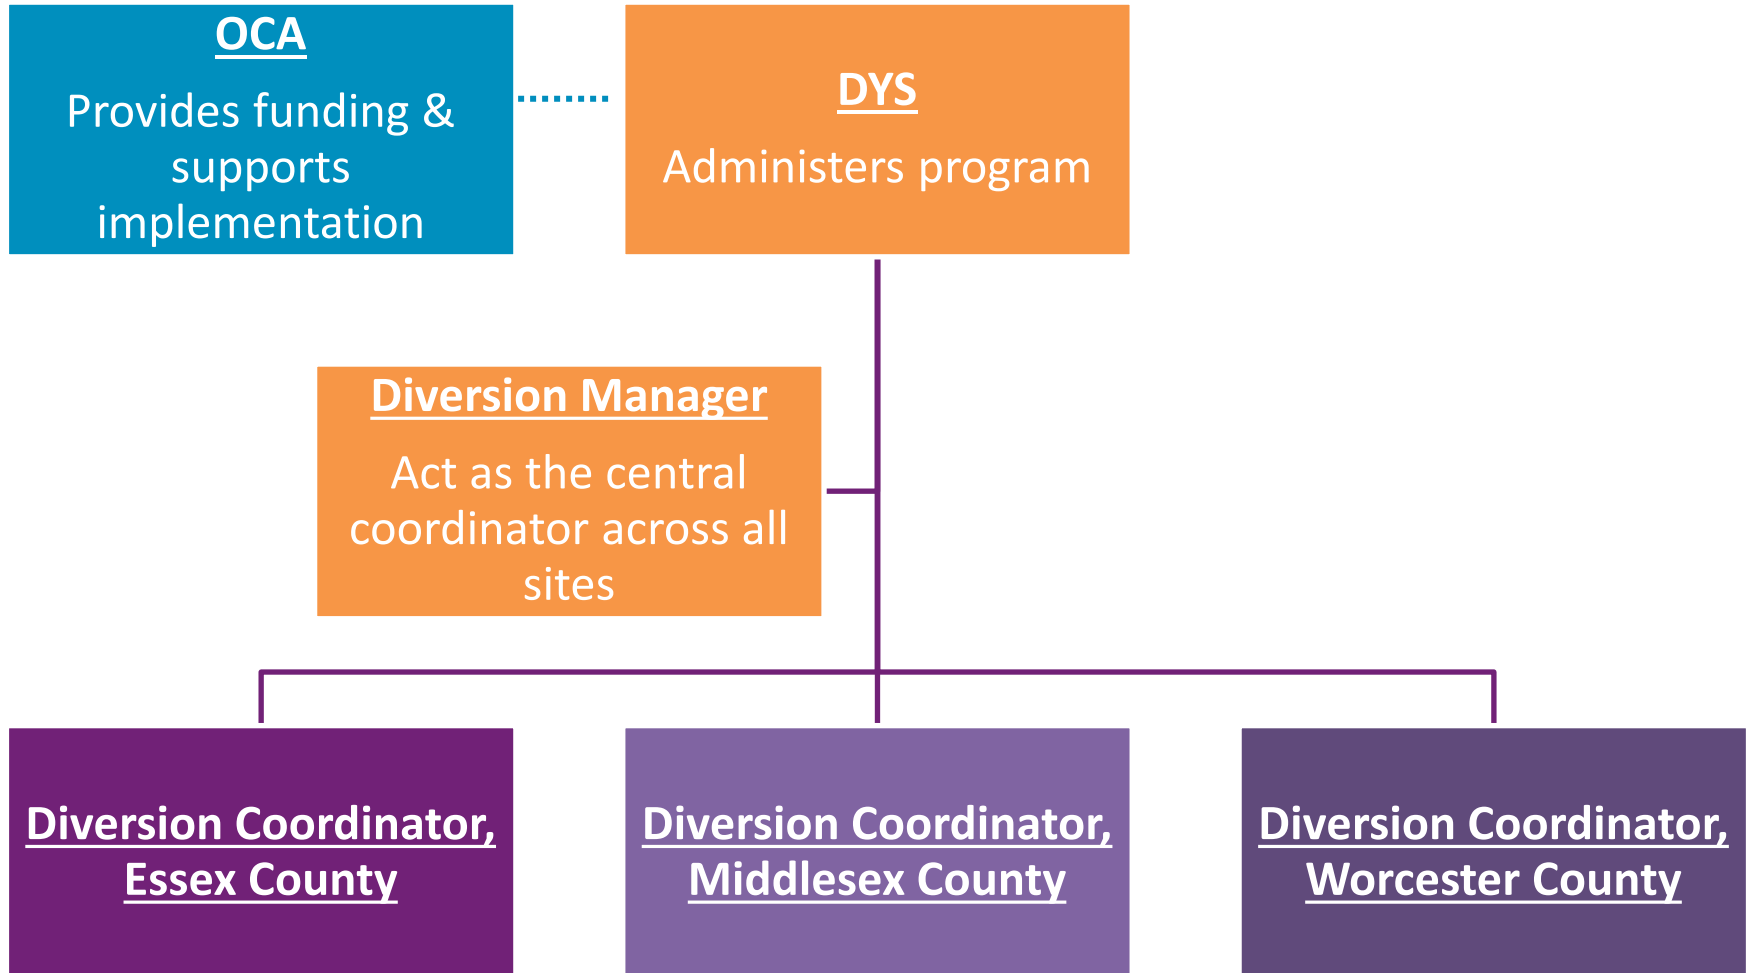 OCA
Provides funding &
supports
implementation
DYS
Administers program
Diversion Manager
Act as the central
coordinator across all
sites
Diversion Coordinator,
Essex County
Diversion Coordinator,
Middlesex County
Diversion Coordinator,
Worcester County